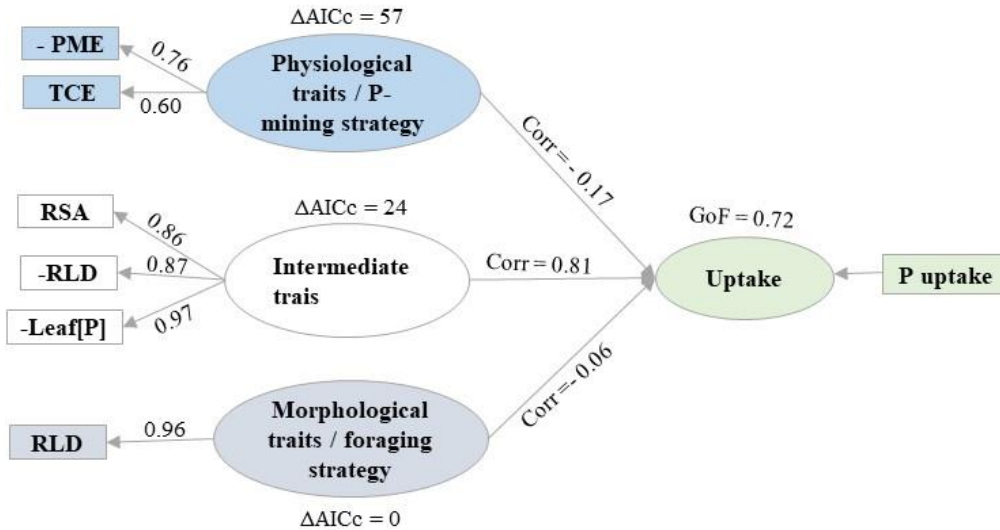 ΔAICc = 57
- PME
0.76
TCE
0.60
Physiological
traits / P-
mining strategy
Corr = - 0.17
RSA
0.86
-RLD
0.87
-Leaf[P]
0.97
ΔAICc = 24
Intermediate
trais
Corr = 0.81
GoF = 0.72
Uptake
P uptake
RLD
0.96
Morphological
traits / foraging
strategy
Corr =- 0.06
ΔAICc = 0